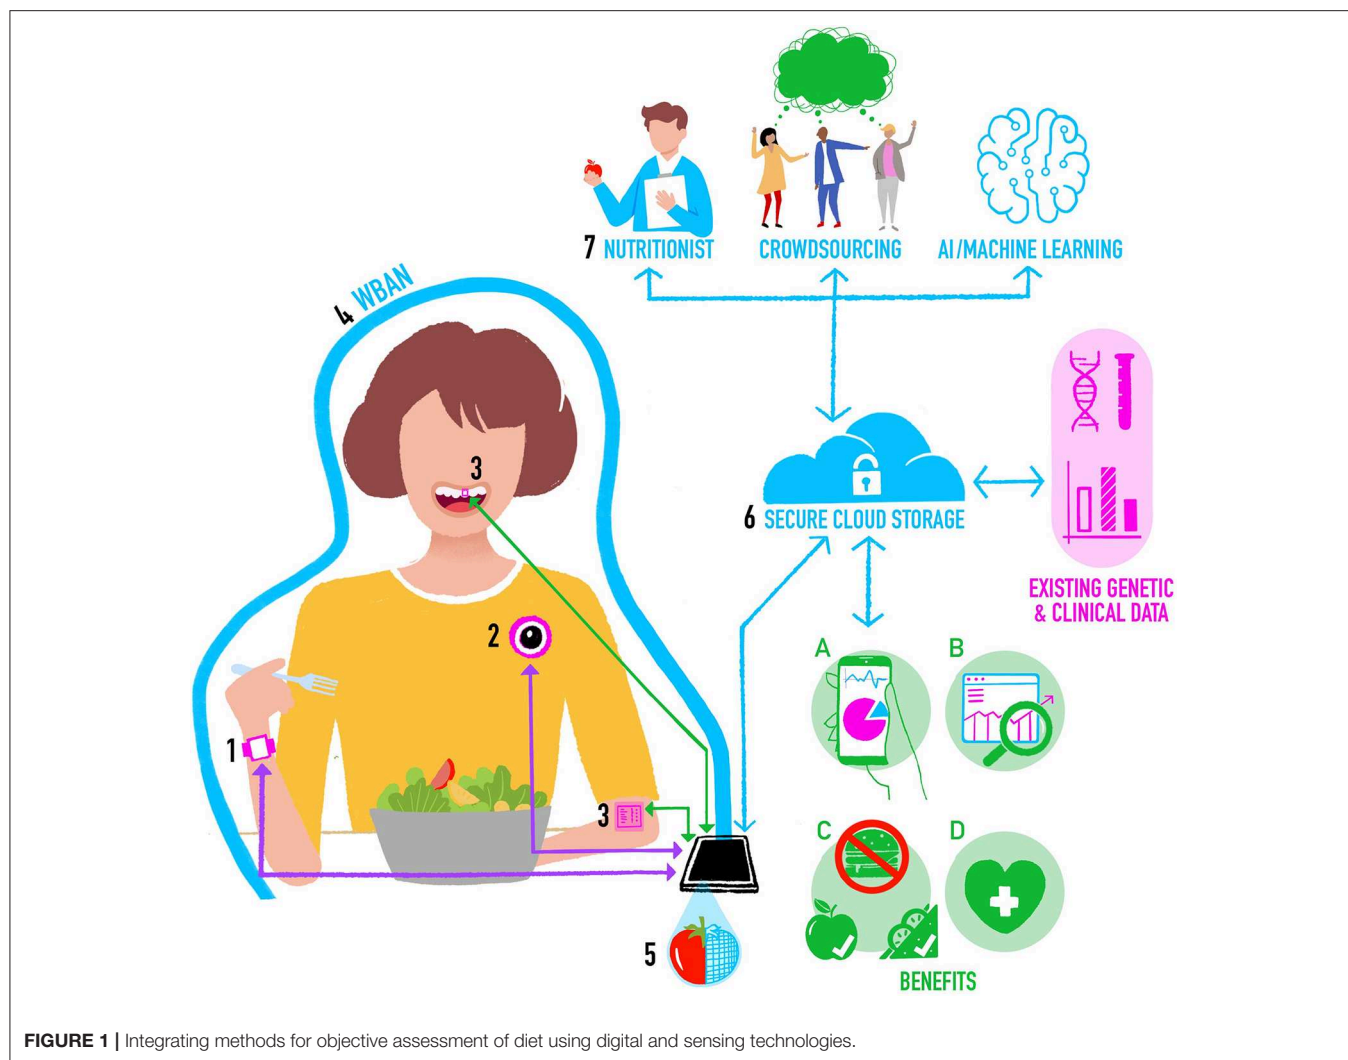 7 NUTRITIONIST
CROWDSOURCING
AI/MACHINE LEARNING
4 WBAN
3
6 SECURE CLOUD STORAGE
EXISTING GENETIC
& CLINICAL DATA
2
A
B
1
3
C
D
5
BENEFITS
FIGURE 1 | Integrating methods for objective assessment of diet using digital and sensing technologies.